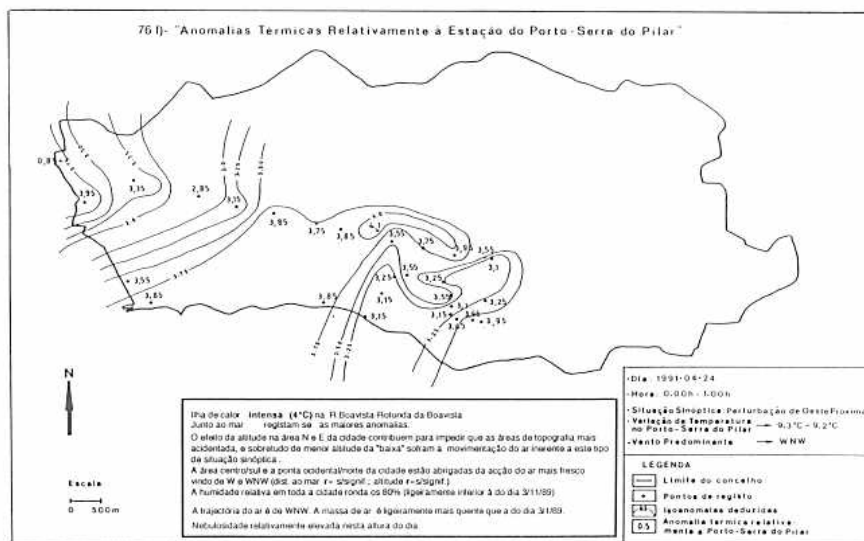 76 f)- "Anomalias Térmicas Relativamente à Estação do Porto-Serra do Pilar"
0,85
3,95
3,35
2,85
3,15
3,85
3,75
3,85
4,1
3,55
3,75
3,95
3,55
3,1
3,25
3,55
3,15
3,55
3,25
3,15
3,95
3,55
3,85
3,85
3,15
N
Escala
0 500m
Ilha de calor intensa (4°C) na R.Boavista-Rotunda da Boavista
Junto ao mar registam-se as maiores anomalias.
O efeito da altitude na área N e E da cidade contribuem para impedir que as áreas de topografia mais
acidentada, e sobretudo de menor altitude da "baixa" sofram a movimentação do ar inerente a este tipo
de situação sinóptica.
A área centro/sul e a ponta ocidental/norte da cidade estão abrigadas da acção do ar mais fresco
vindo de W e WNW (dist. ao mar r= s/signif.; altitude r=s/signif.)
A humidade relativa em toda a cidade ronda os 80% (ligeiramente inferior à do dia 3/11/89)
A trajectória do ar é de WNW. A massa de ar é ligeiramente mais quente que a do dia 3/1/89.
Nebulosidade relativamente elevada nesta altura do dia.
•Dia: 1991-04-24
•Hora: 0.00h - 1.00h
•Situação Sinóptica: Perturbação de Oeste Próxima
•Variação de Temperatura
no Porto-Serra do Pilar → 9.3°C - 9.2°C
•Vento Predominante → WNW
LEGENDA
Limite do concelho
Pontos de registo
Isoanómalas deduzidas
0.5 Anomalia térmica relativa-
mente a Porto-Serra do Pilar